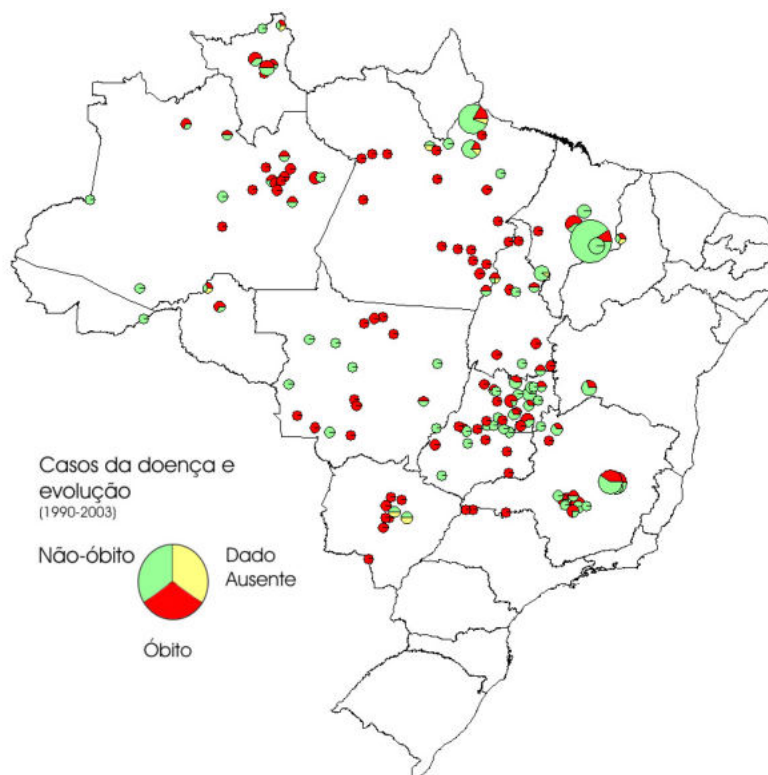 Casos da doença e
evolução
(1990-2003)
Não-óbito
Dado
Ausente
Óbito